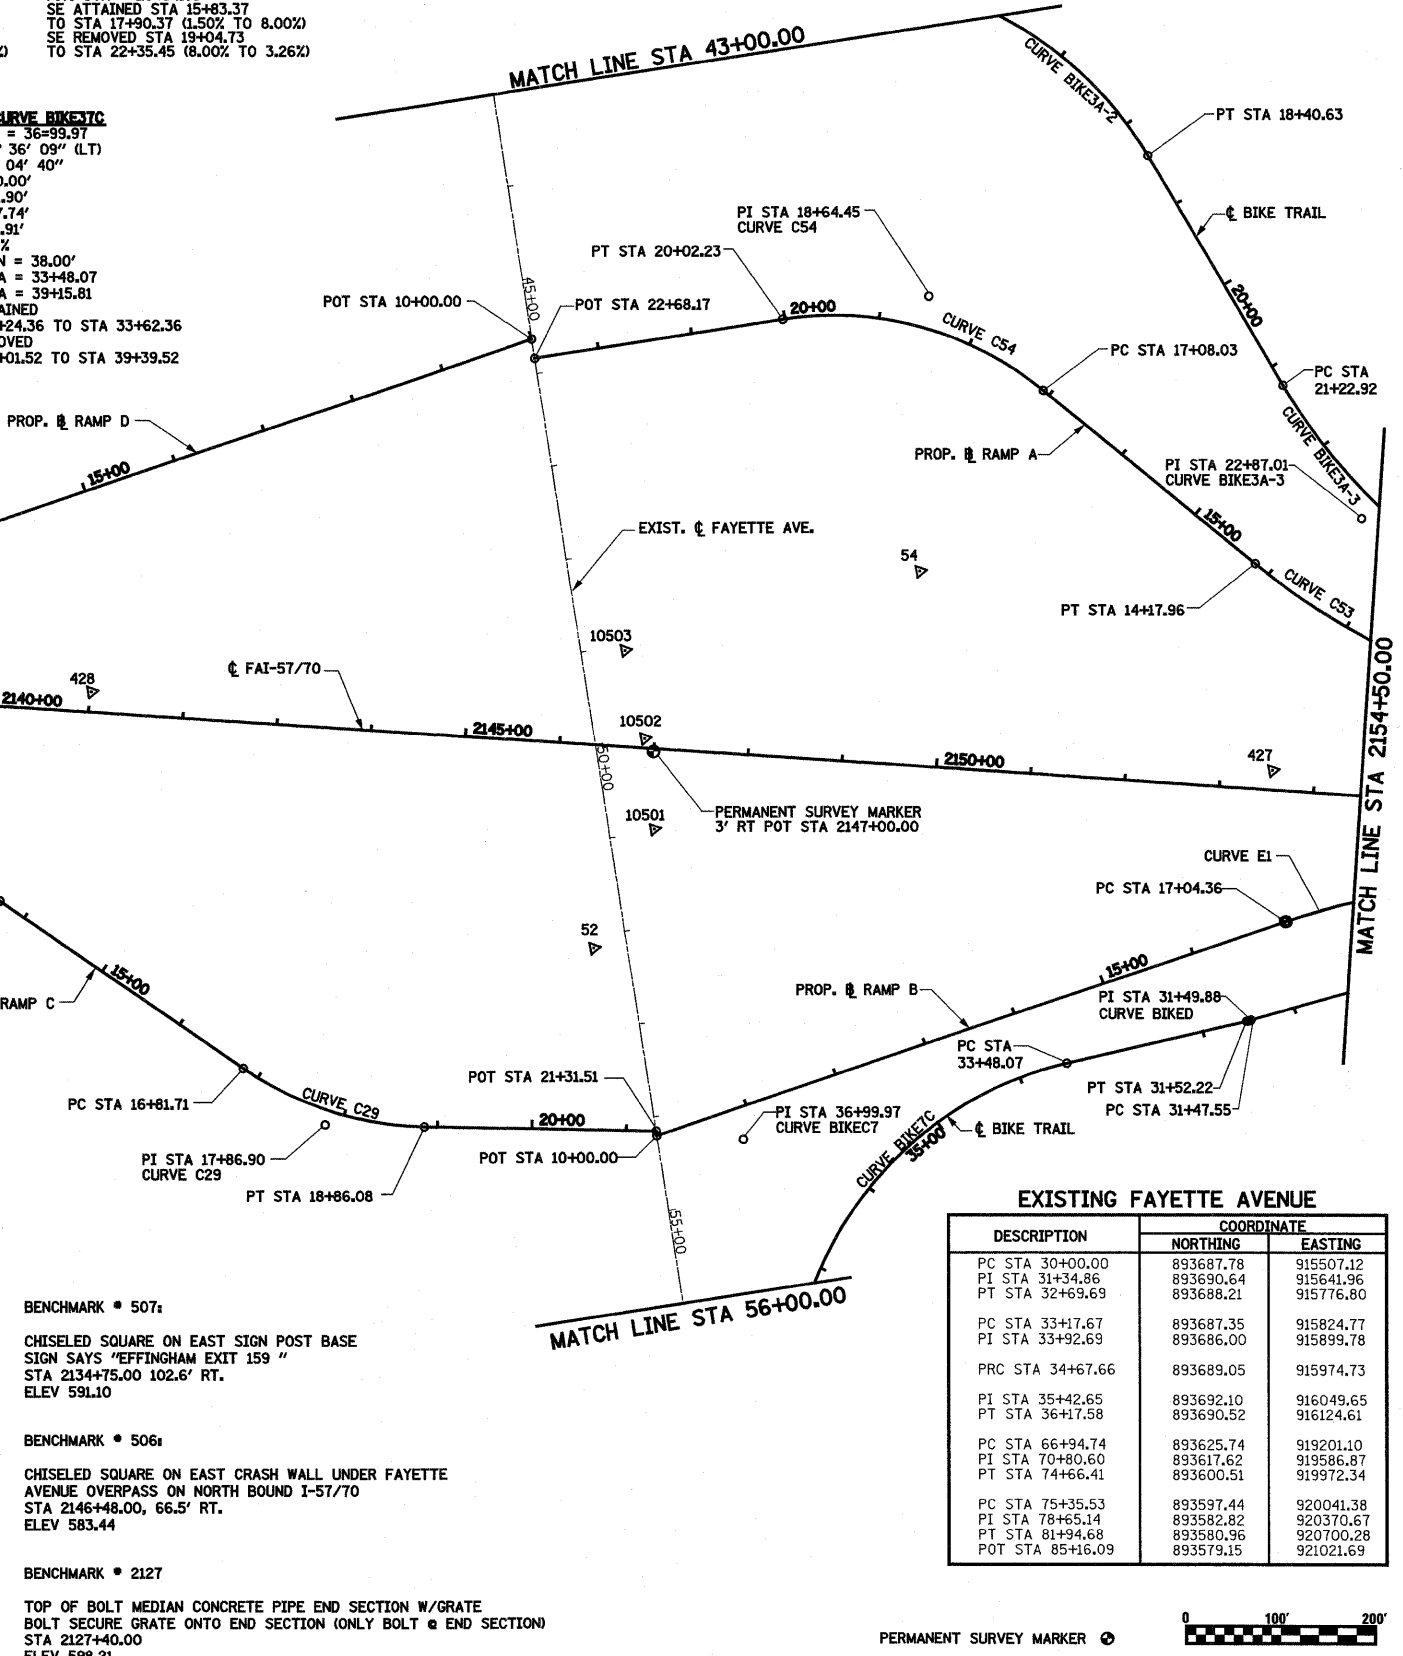 SE ATTAINED STA 15+83.37
TO STA 17+90.37 (1.50% TO 8.00%)
SE REMOVED STA 19+04.73
TO STA 22+35.45 (8.00% TO 3.26%)
CURVE BIKE37C
= 36=99.97
36' 09" (LT)
04' 40"
0.00'
.90'
.74'
.91'
%
N = 38.00'
A = 33+48.07
A = 39+15.81
AINED
+24.36 TO STA 33+62.36
OVED
+01.52 TO STA 39+39.52
MATCH LINE STA 43+00.00
CURVE BIKE3A-2
PT STA 18+40.63
℄ BIKE TRAIL
PI STA 18+64.45
CURVE C54
PT STA 20+02.23
POT STA 10+00.00
45+00
POT STA 22+68.17
20+00
CURVE C54
PC STA 17+08.03
20+00
PC STA
21+22.92
CURVE BIKE3A-3
PROP. ⅊ RAMP D
15+00
PROP. ⅊ RAMP A
PI STA 22+87.01
CURVE BIKE3A-3
15+00
EXIST. ℄ FAYETTE AVE.
54
CURVE C53
PT STA 14+17.96
10503
℄ FAI-57/70
428
2140+00
2145+00
10502
50+00
2150+00
427
MATCH LINE STA 2154+50.00
10501
PERMANENT SURVEY MARKER
3' RT POT STA 2147+00.00
CURVE E1
PC STA 17+04.36
52
15+00
RAMP C
PROP. ⅊ RAMP B
15+00
PI STA 31+49.88
CURVE BIKED
PC STA
33+48.07
POT STA 21+31.51
PT STA 31+52.22
PC STA 31+47.55
PC STA 16+81.71
CURVE C29
20+00
PI STA 36+99.97
CURVE BIKEC7
CURVE BIKE7C
35+00
℄ BIKE TRAIL
POT STA 10+00.00
PI STA 17+86.90
CURVE C29
PT STA 18+86.08
55+00
MATCH LINE STA 56+00.00
EXISTING FAYETTE AVENUE
DESCRIPTION COORDINATE
NORTHING EASTING
PC STA 30+00.00 893687.78 915507.12
PI STA 31+34.86 893690.64 915641.96
PT STA 32+69.69 893688.21 915776.80
PC STA 33+17.67 893687.35 915824.77
PI STA 33+92.69 893686.00 915899.78
PRC STA 34+67.66 893689.05 915974.73
PI STA 35+42.65 893692.10 916049.65
PT STA 36+17.58 893690.52 916124.61
PC STA 66+94.74 893625.74 919201.10
PI STA 70+80.60 893617.62 919586.87
PT STA 74+66.41 893600.51 919972.34
PC STA 75+35.53 893597.44 920041.38
PI STA 78+65.14 893582.82 920370.67
PT STA 81+94.68 893580.96 920700.28
POT STA 85+16.09 893579.15 921021.69
BENCHMARK # 507:
CHISELED SQUARE ON EAST SIGN POST BASE
SIGN SAYS "EFFINGHAM EXIT 159 "
STA 2134+75.00 102.6' RT.
ELEV 591.10
BENCHMARK # 506:
CHISELED SQUARE ON EAST CRASH WALL UNDER FAYETTE
AVENUE OVERPASS ON NORTH BOUND I-57/70
STA 2146+48.00, 66.5' RT.
ELEV 583.44
BENCHMARK # 2127
TOP OF BOLT MEDIAN CONCRETE PIPE END SECTION W/GRATE
BOLT SECURE GRATE ONTO END SECTION (ONLY BOLT @ END SECTION)
STA 2127+40.00
PERMANENT SURVEY MARKER
0 100' 200'